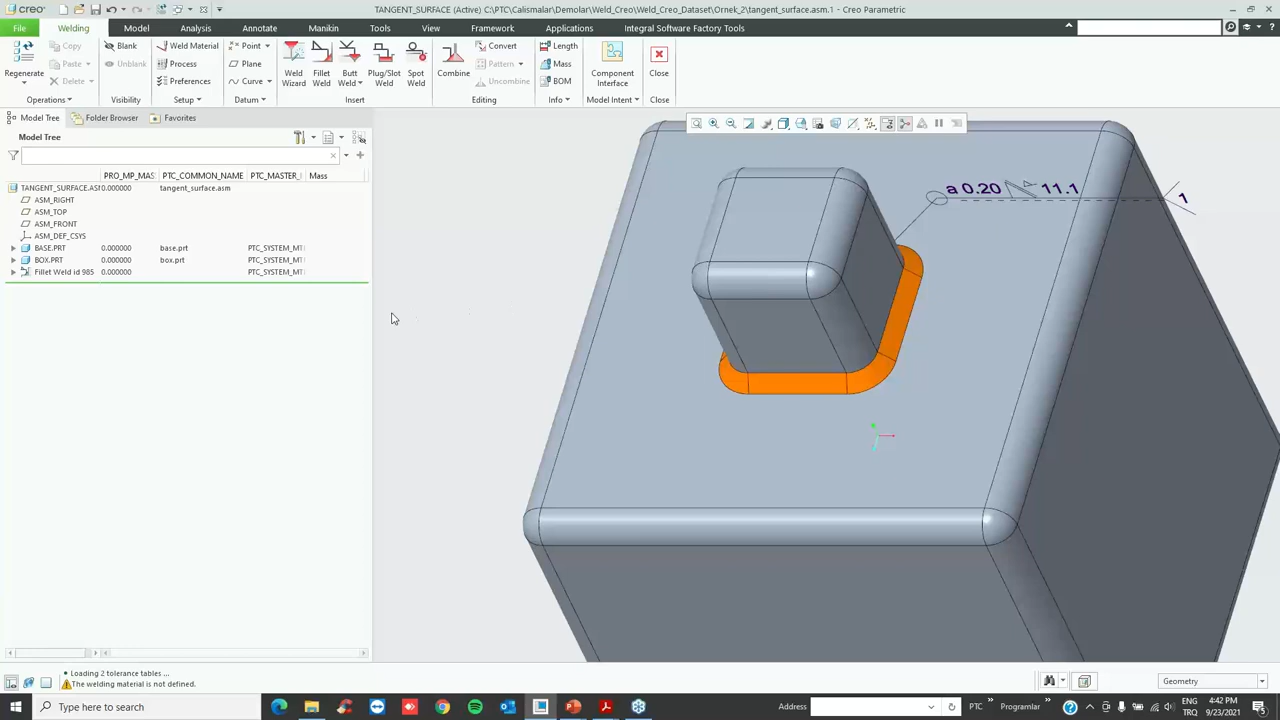 creo
TANGENT_SURFACE (Active) C:\PTC\Calismalar\Demolar\Weld_Creo\Weld_Creo_Dataset\Ornek_2\tangent_surface.asm.1 - Creo Parametric
File Welding Model Analysis Annotate Manikin Tools View Framework Applications Integral Software Factory Tools
Regenerate
Copy
Paste
Delete
Operations
Blank
Unblank
Visibility
Weld Material
Process
Preferences
Setup
Point
Plane
Curve
Datum
Weld Wizard
Fillet Weld
Butt Weld
Plug/Slot Weld
Spot Weld
Insert
Combine
Convert
Pattern
Uncombine
Editing
Length
Mass
BOM
Info
Component Interface
Model Intent
Close
Close
Model Tree Folder Browser Favorites
Model Tree
PRO_MP_MAS PTC_COMMON_NAME PTC_MASTER_ Mass
TANGENT_SURFACE.ASM 0.000000 tangent_surface.asm
ASM_RIGHT
ASM_TOP
ASM_FRONT
ASM_DEF_CSYS
BASE.PRT 0.000000 base.prt PTC_SYSTEM_MT
BOX.PRT 0.000000 box.prt PTC_SYSTEM_MT
Fillet Weld id 985 0.000000 PTC_SYSTEM_MT
a 0.20 11.1
1
Loading 2 tolerance tables ...
The welding material is not defined.
Geometry
Type here to search
Address
PTC
Programlar
ENG
TRQ
4:42 PM
9/23/2021